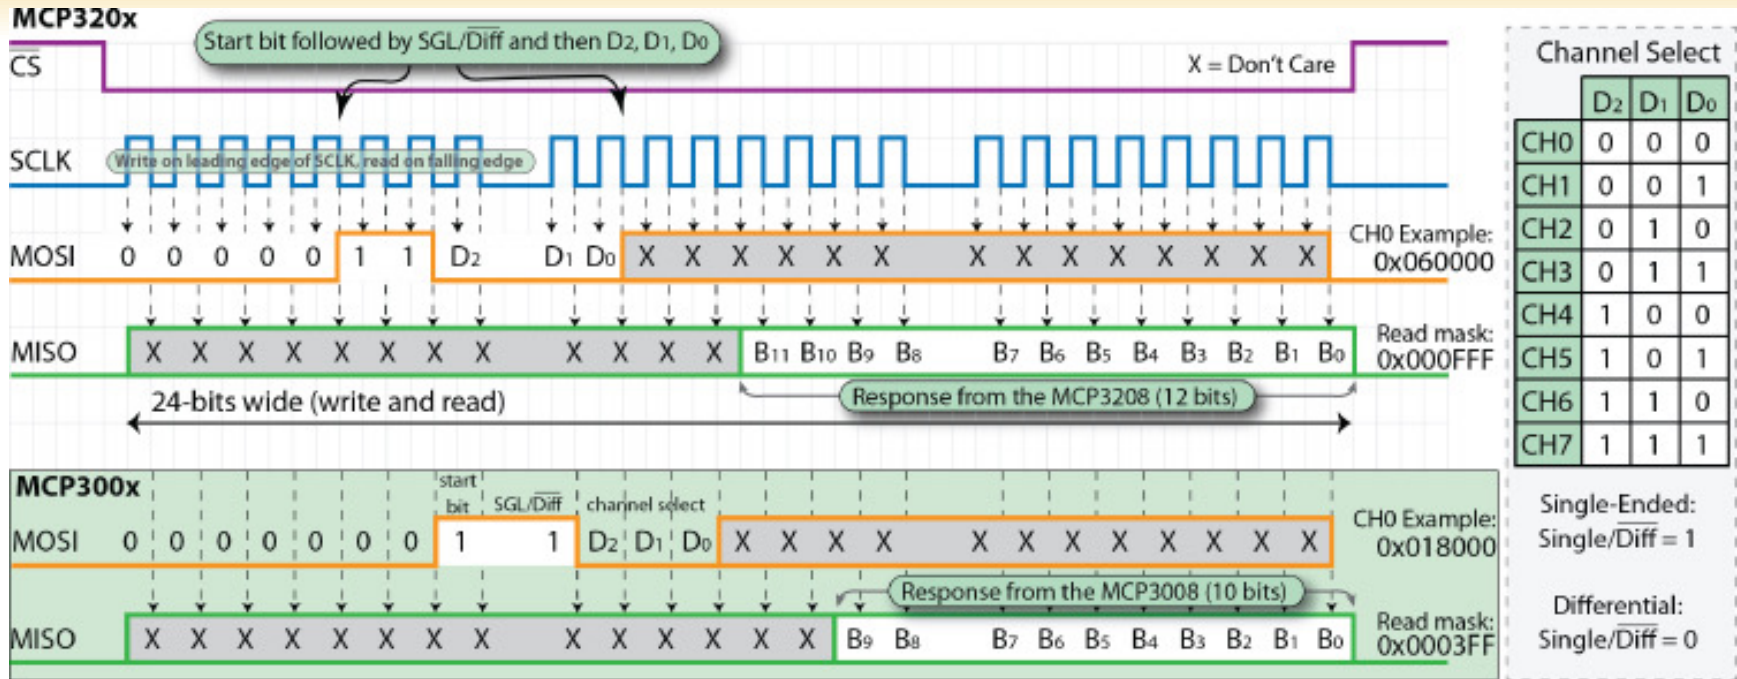 MCP320x
Start bit followed by SGL/Diff and then D2, D1, D0
CS
X = Don't Care
SCLK
Write on leading edge of SCLK, read on falling edge
MOSI 0 0 0 0 0 1 1 D2 D1 D0 X X X X X X X X X X X X X X
CH0 Example:
0x060000
MISO X X X X X X X X X X X X B11 B10 B9 B8 B7 B6 B5 B4 B3 B2 B1 B0
Read mask:
0x000FFF
Response from the MCP3208 (12 bits)
24-bits wide (write and read)
MCP300x
start
bit
SGL/Diff
channel select
MOSI 0 0 0 0 0 0 0 1 1 D2 D1 D0 X X X X X X X X X X X X
CH0 Example:
0x018000
Response from the MCP3008 (10 bits)
MISO X X X X X X X X X X X X X X B9 B8 B7 B6 B5 B4 B3 B2 B1 B0
Read mask:
0x0003FF
Channel Select
D2 D1 D0
CH0 0 0 0
CH1 0 0 1
CH2 0 1 0
CH3 0 1 1
CH4 1 0 0
CH5 1 0 1
CH6 1 1 0
CH7 1 1 1
Single-Ended:
Single/Diff = 1
Differential:
Single/Diff = 0